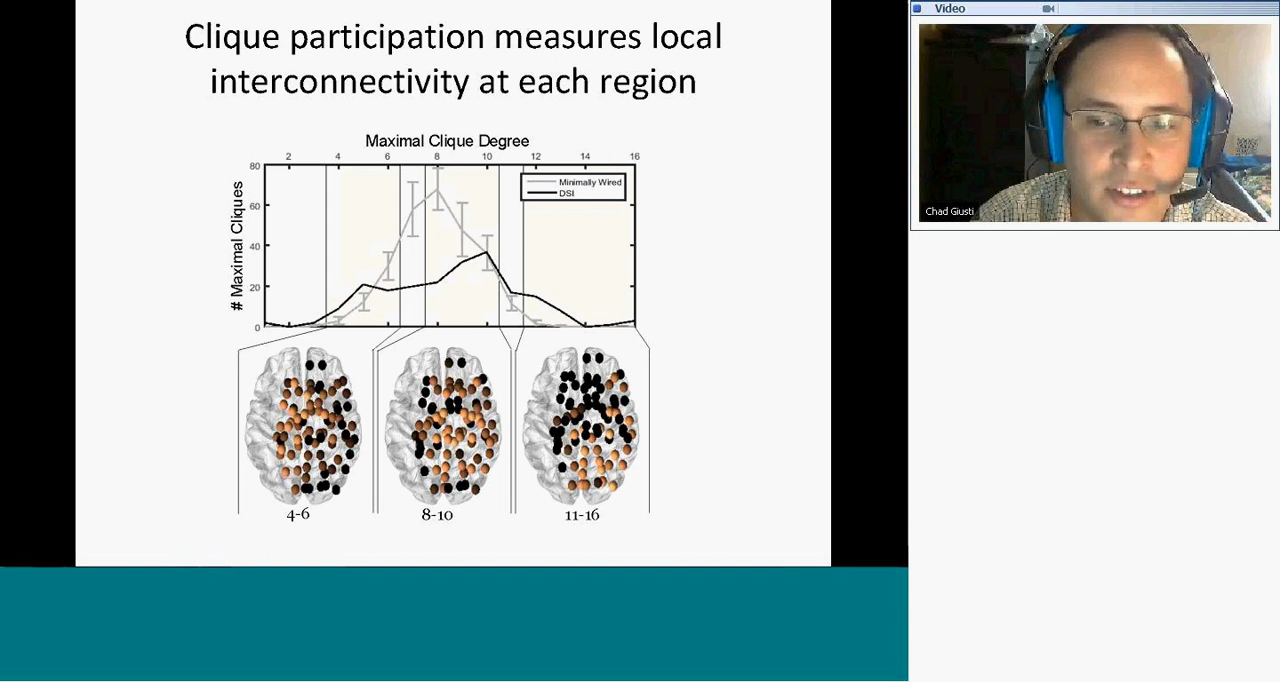 Clique participation measures local
interconnectivity at each region
Maximal Clique Degree
2 4 6 8 10 12 14 16
80
60
40
20
0
# Maximal Cliques
Minimally Wired
DSI
4-6 8-10 11-16
Video
Chad Giusti